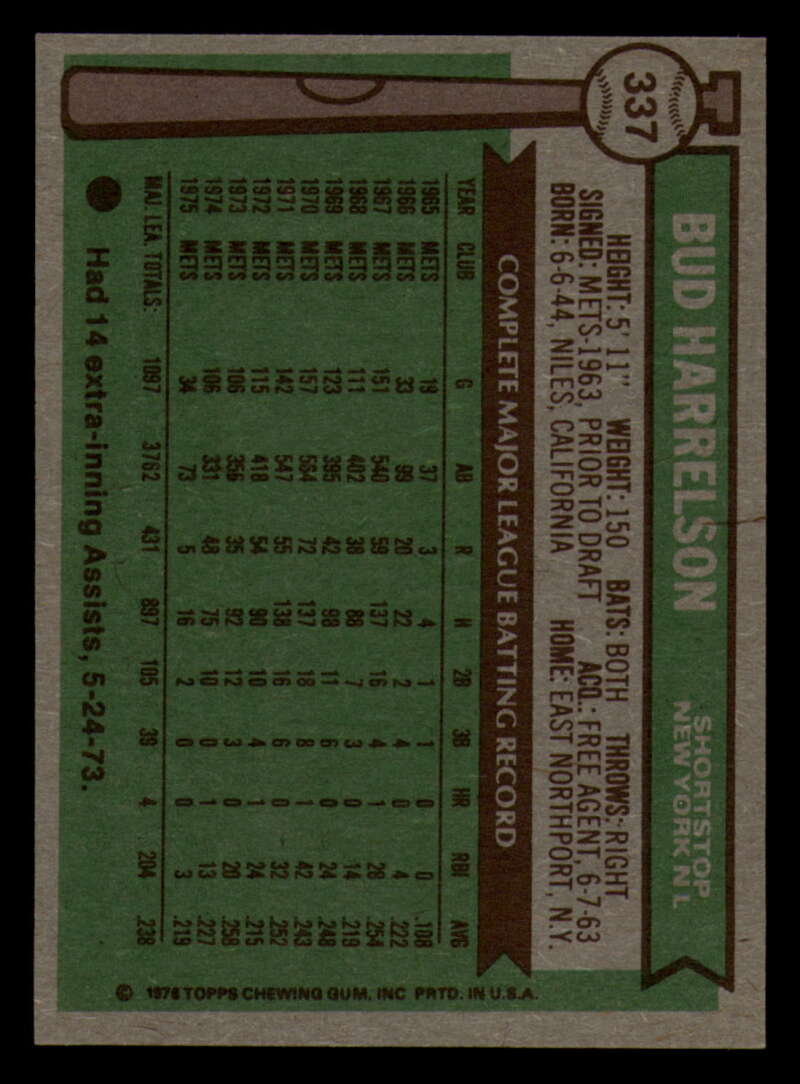 337
BUD HARRELSON
SHORTSTOP
NEW YORK N L
HEIGHT: 5' 11" WEIGHT: 150 BATS: BOTH THROWS: RIGHT
SIGNED: METS-1963, PRIOR TO DRAFT ACQ.: FREE AGENT, 6-7-63
BORN: 6-6-44, NILES, CALIFORNIA HOME: EAST NORTHPORT, N.Y.
COMPLETE MAJOR LEAGUE BATTING RECORD
YEAR CLUB G AB R H 2B 3B HR RBI AVG
1965 METS 19 37 3 4 1 1 0 0 .108
1966 METS 33 99 20 22 2 4 0 4 .222
1967 METS 151 540 59 137 16 4 1 28 .254
1968 METS 111 402 38 88 7 3 0 14 .219
1969 METS 123 395 42 98 11 6 0 24 .248
1970 METS 157 564 72 137 18 8 1 42 .243
1971 METS 142 547 55 138 16 6 0 32 .252
1972 METS 115 418 54 90 10 4 1 24 .215
1973 METS 106 356 35 92 12 3 0 20 .258
1974 METS 106 331 48 75 10 0 1 13 .227
1975 METS 34 73 5 16 2 0 0 3 .219
MAJ. LEA. TOTALS: 1097 3762 431 897 105 39 4 204 .238
Had 14 extra-inning Assists, 5-24-73.
© 1976 TOPPS CHEWING GUM, INC PRTD. IN U.S.A.